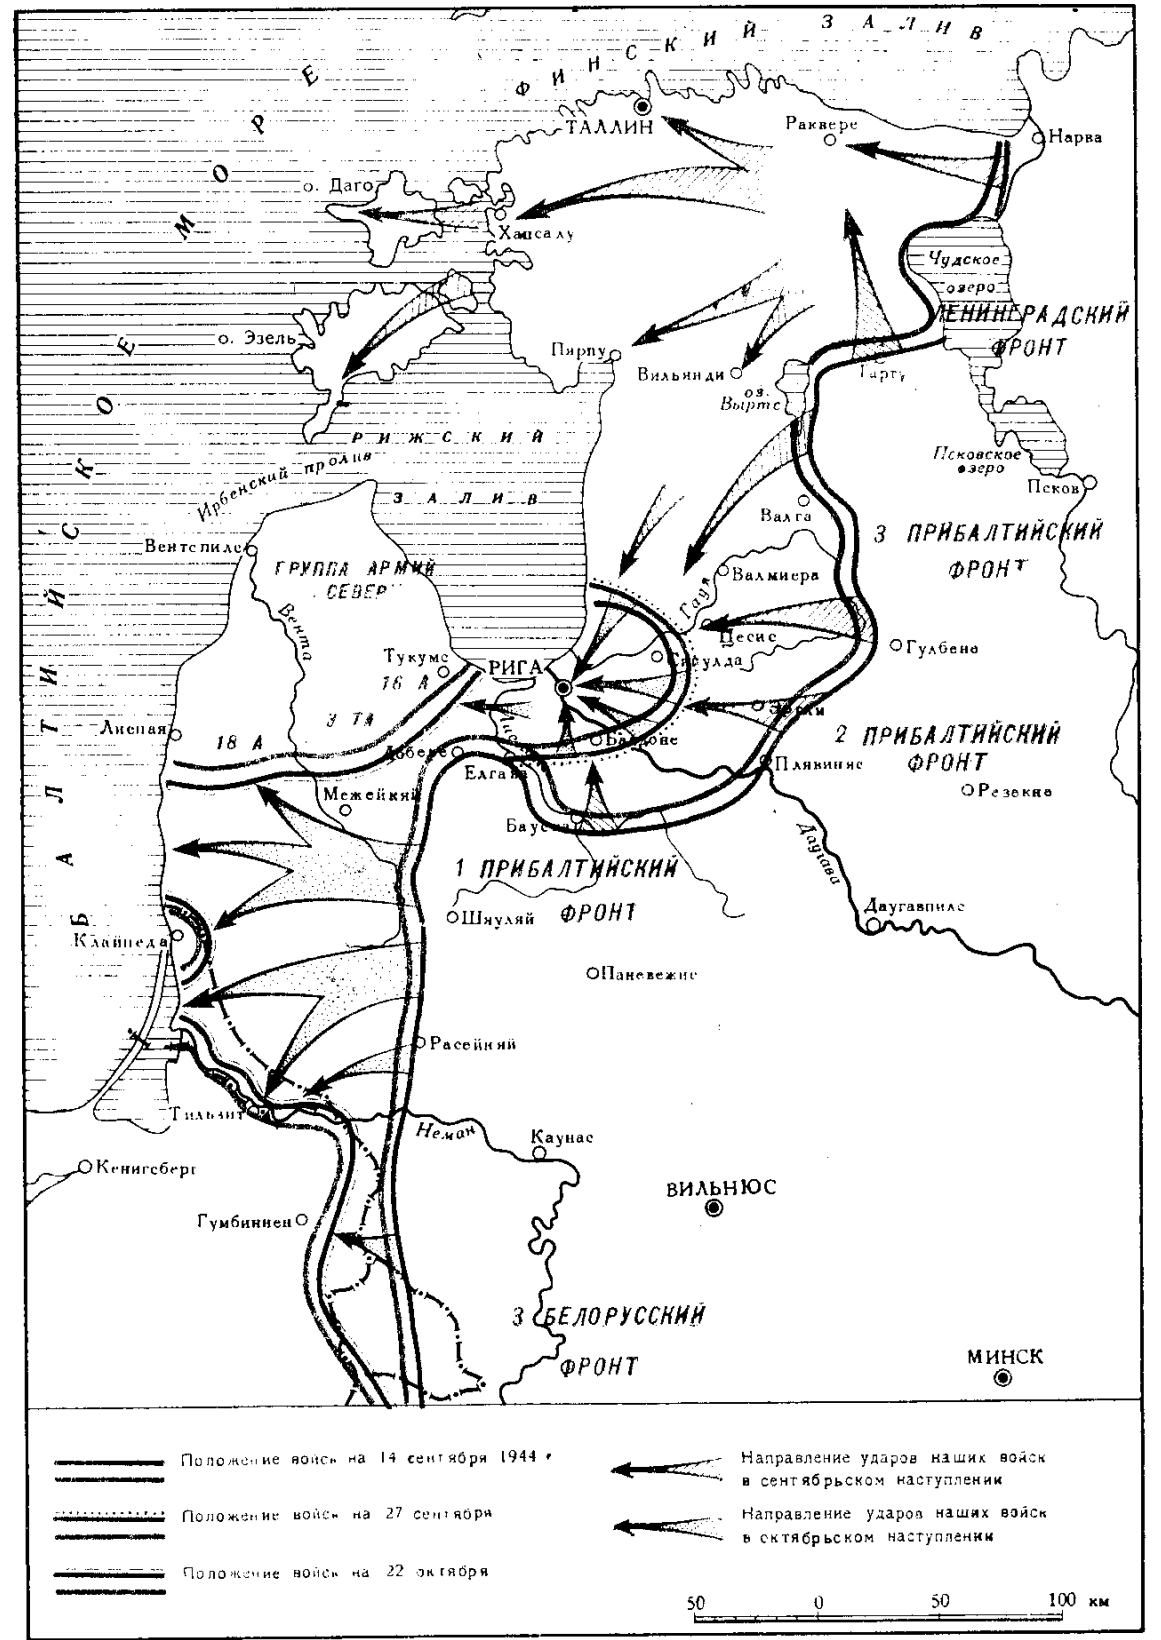 ФИНСКИЙ ЗАЛИВ
БАЛТИЙСКОЕ МОРЕ
ТАЛЛИН
Раквере
Нарва
о. Даго
Хапсалу
Чудское
озеро
ЛЕНИНГРАДСКИЙ
ФРОНТ
о. Эзель
Пярну
Вильянди
Тарту
оз.
Выртс
РИЖСКИЙ
ЗАЛИВ
Ирбенский пролив
Псковское
озеро
Псков
Валга
3 ПРИБАЛТИЙСКИЙ
ФРОНТ
Вентспилс
ГРУППА АРМИЙ
"СЕВЕР"
Вента
Гауя
Валмиера
Цесис
Гулбене
Тукумс
16 А
РИГА
Сигулда
3 ТА
Эргли
Лиепая
18 А
Добеле
Балдоне
2 ПРИБАЛТИЙСКИЙ
ФРОНТ
Елгава
Плявиняс
Межейкяй
Резекне
Бауска
1 ПРИБАЛТИЙСКИЙ
ФРОНТ
Даугава
Шяуляй
Даугавпилс
Клайпеда
Паневежис
Расейняй
Тильзит
Неман
Каунас
Кенигсберг
ВИЛЬНЮС
Гумбиннен
3 БЕЛОРУССКИЙ
ФРОНТ
МИНСК
Положение войск на 14 сентября 1944 г
Положение войск на 27 сентября
Положение войск на 22 октября
Направление ударов наших войск
в сентябрьском наступлении
Направление ударов наших войск
в октябрьском наступлении
50 0 50 100 км